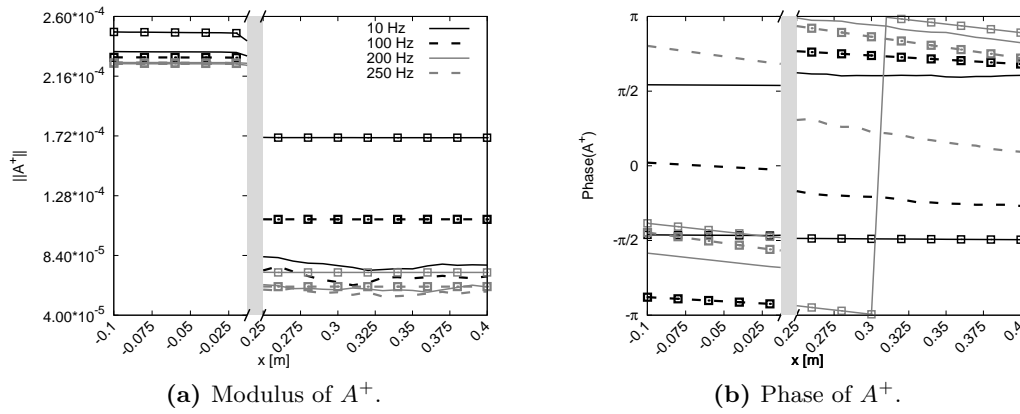 2.60*10⁻⁴
2.16*10⁻⁴
1.72*10⁻⁴
1.28*10⁻⁴
8.40*10⁻⁵
4.00*10⁻⁵
||A⁺||
10 Hz
100 Hz
200 Hz
250 Hz
-0.1 -0.075 -0.05 -0.025 0.25 0.275 0.3 0.325 0.35 0.375 0.4
x [m]
(a) Modulus of A⁺.
π
π/2
0
-π/2
-π
Phase(A⁺)
-0.1 -0.075 -0.05 -0.025 0.25 0.275 0.3 0.325 0.35 0.375 0.4
x [m]
(b) Phase of A⁺.